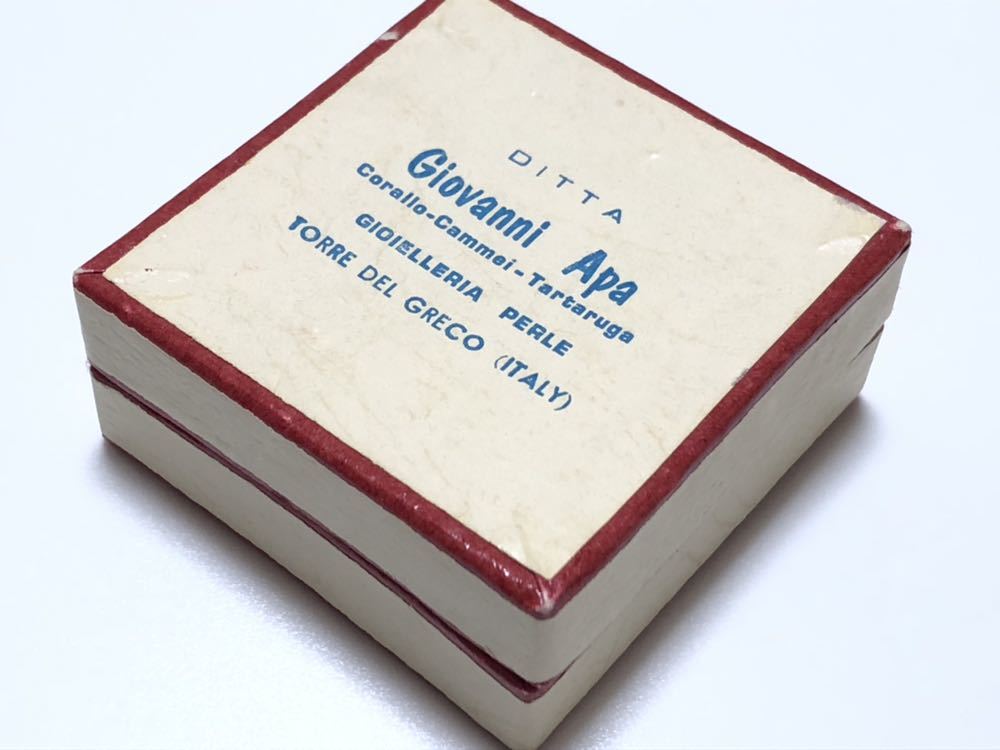 DITTA
Giovanni Apa
Corallo-Cammei-Tartaruga
GIOIELLERIA PERLE
TORRE DEL GRECO (ITALY)